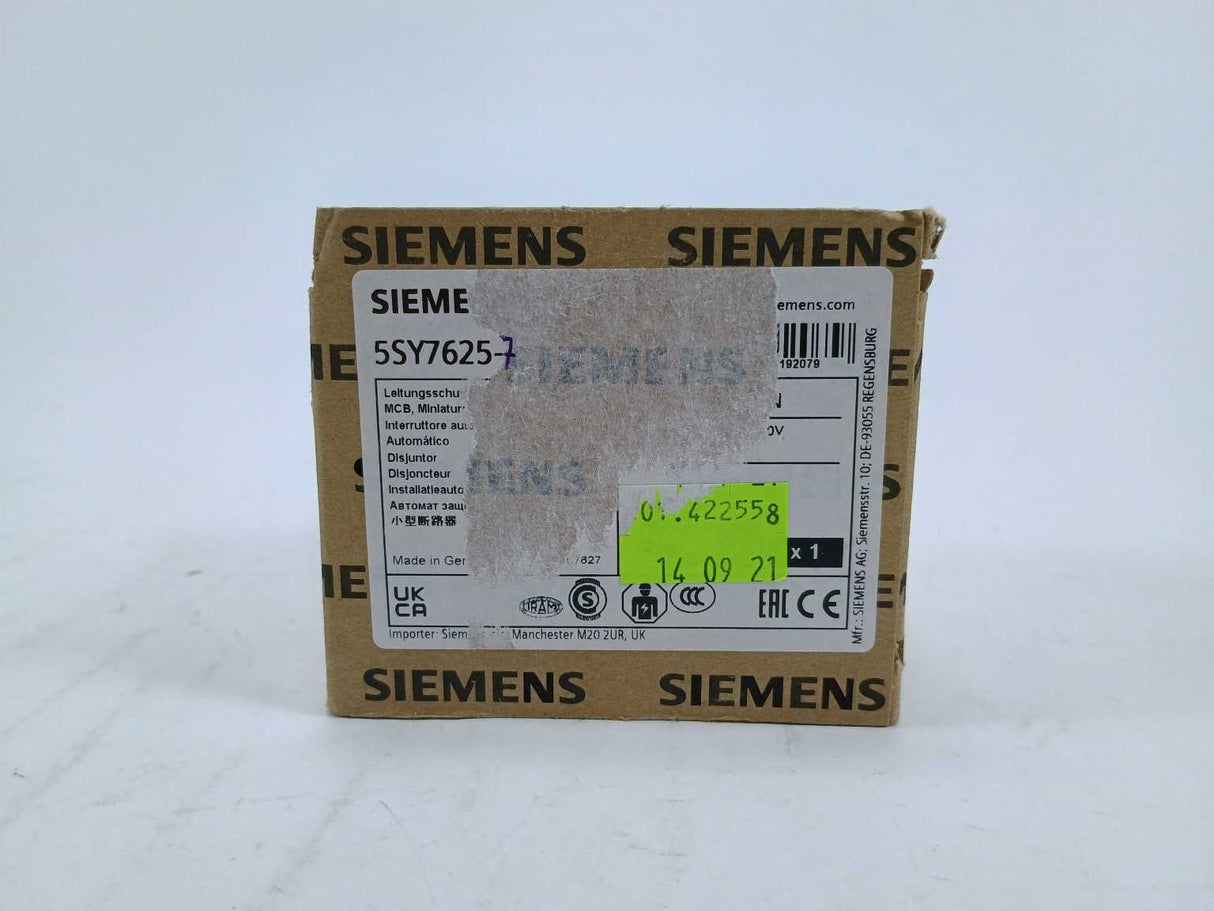 SIEMENS SIEMENS
SIEME
emens.com
5SY7625-7
192079
Leitungsschu
MCB, Miniatur
Interruttore auto
Automático
Disjuntor
Disjoncteur
Installatieauto
Автомат защ
小型断路器
N
0V
SIEMENS
ENS
422558
14 09 21
x 1
Made in Ger
7627
UK
CA
S
EAC CE
Importer: Siem Manchester M20 2UR, UK
Mfr.: SIEMENS AG; Siemensstr. 10; DE-93055 REGENSBURG
SIEMENS SIEMENS